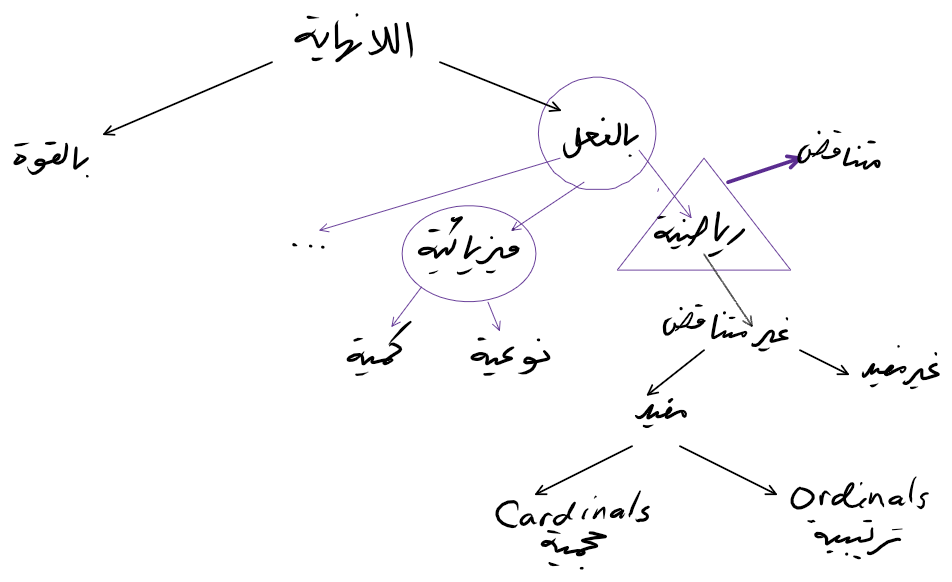 اللانهاية
بالفعل
متناقض
بالقوة
رياضية
...
فيزيائية
غير متناقض
كمية
نوعية
غير مفيد
مفيد
Cardinals
Ordinals
حجمية
ترتيبية